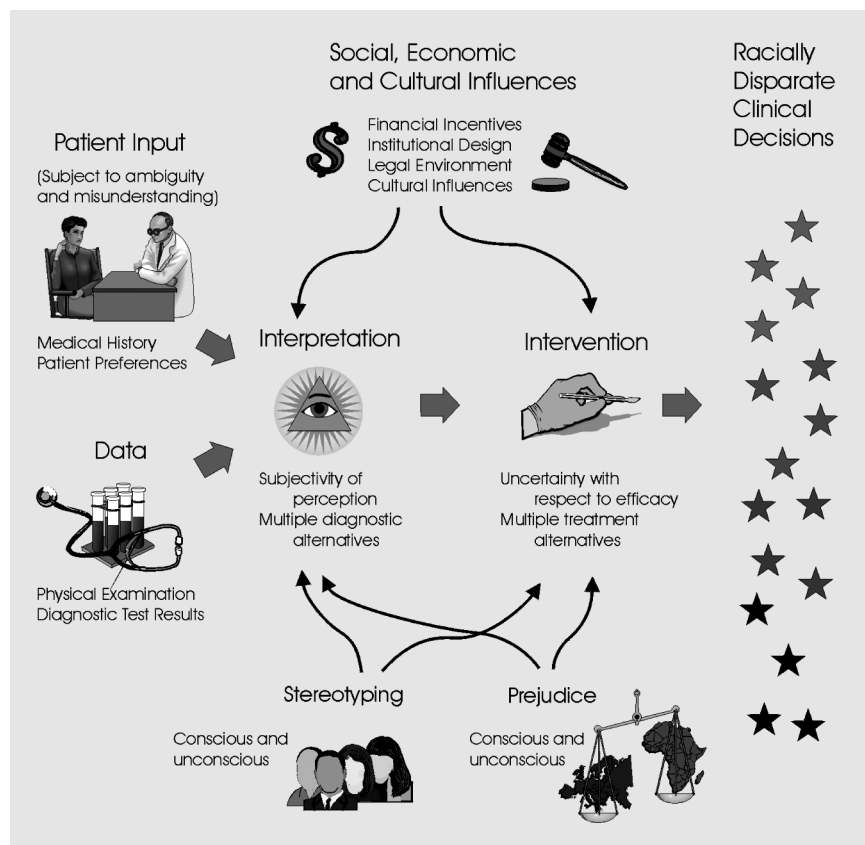 Social, Economic
and Cultural Influences
Financial Incentives
Institutional Design
Legal Environment
Cultural Influences
Racially
Disparate
Clinical
Decisions
Patient Input
(Subject to ambiguity
and misunderstanding)
Medical History
Patient Preferences
Data
Physical Examination
Diagnostic Test Results
Interpretation
Subjectivity of
perception
Multiple diagnostic
alternatives
Intervention
Uncertainty with
respect to efficacy
Multiple treatment
alternatives
Stereotyping
Conscious and
unconscious
Prejudice
Conscious and
unconscious